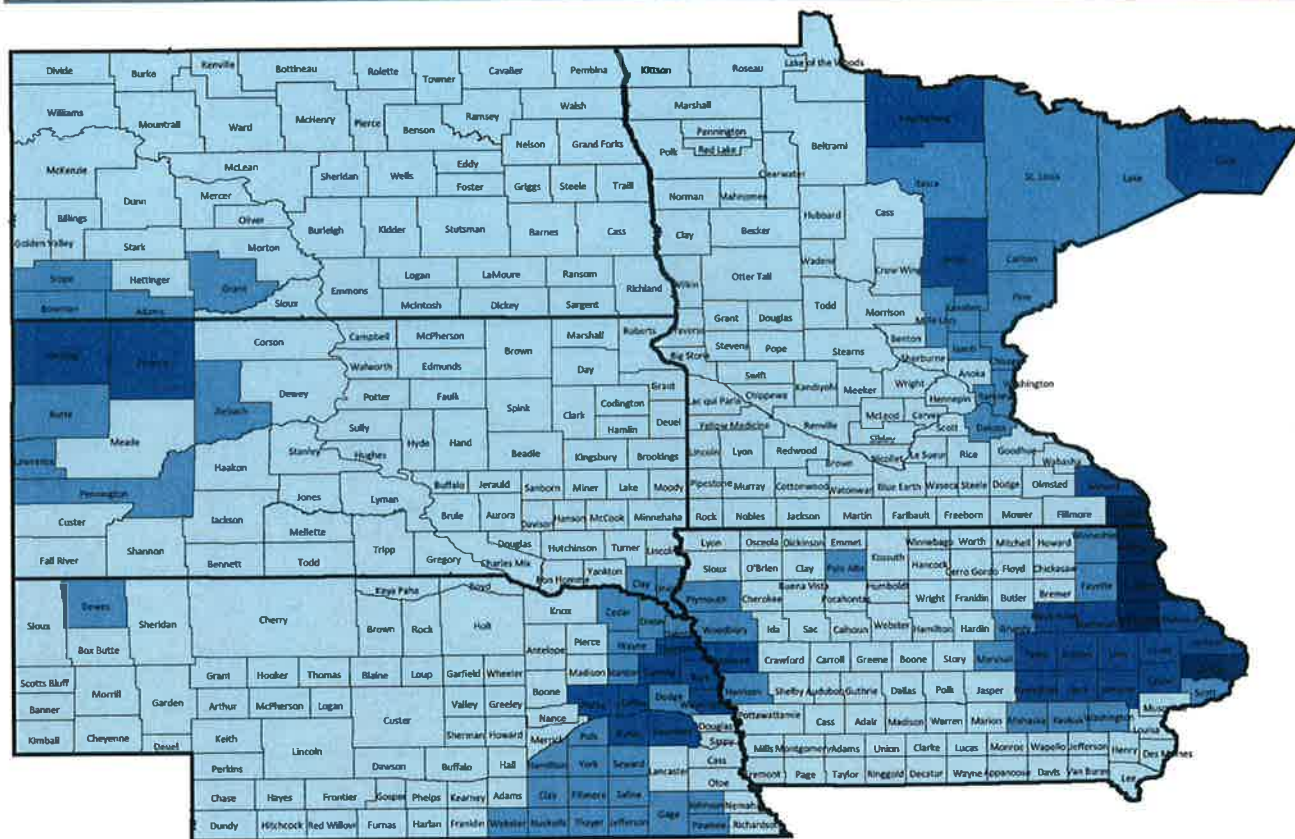 Divide
Burke
Renville
Bottineau
Rolette
Towner
Cavalier
Pembina
Kittson
Roseau
Lake of the Woods
Williams
Mountrail
Ward
McHenry
Pierce
Benson
Ramsey
Walsh
Marshall
Pennington
Red Lake
Polk
Beltrami
Clearwater
Nelson
Grand Forks
McKenzie
McLean
Sheridan
Wells
Eddy
Foster
Griggs
Steele
Traill
Norman
Mahnomen
Itasca
St. Louis
Lake
Cook
Dunn
Mercer
Oliver
Billings
Golden Valley
Stark
Morton
Burleigh
Kidder
Stutsman
Barnes
Cass
Clay
Becker
Hubbard
Cass
Wadena
Crow Wing
Carlton
Pine
Slope
Hettinger
Grant
Bowman
Adams
Sioux
Emmons
Logan
LaMoure
Ransom
Richland
McIntosh
Dickey
Sargent
Wilkin
Otter Tail
Todd
Morrison
Kanabec
Mille Lacs
Benton
Isanti
Grant
Douglas
Traverse
Stevens
Pope
Stearns
Sherburne
Anoka
Washington
Big Stone
Swift
Kandiyohi
Meeker
Wright
Hennepin
Ramsey
Lac qui Parle
Chippewa
McLeod
Carver
Scott
Dakota
Yellow Medicine
Renville
Sibley
Lincoln
Lyon
Redwood
Brown
Nicollet
Le Sueur
Rice
Goodhue
Wabasha
Pipestone
Murray
Cottonwood
Watonwan
Blue Earth
Waseca
Steele
Dodge
Olmsted
Rock
Nobles
Jackson
Martin
Faribault
Freeborn
Mower
Fillmore
Harding
Perkins
Corson
Campbell
McPherson
Brown
Marshall
Roberts
Walworth
Edmunds
Day
Butte
Ziebach
Dewey
Potter
Faulk
Spink
Clark
Codington
Grant
Hamlin
Deuel
Meade
Sully
Hyde
Hand
Lawrence
Haakon
Stanley
Hughes
Beadle
Kingsbury
Brookings
Pennington
Jones
Lyman
Buffalo
Jerauld
Sanborn
Miner
Lake
Moody
Custer
Jackson
Brule
Aurora
Davison
Hanson
McCook
Minnehaha
Fall River
Shannon
Bennett
Mellette
Todd
Tripp
Gregory
Charles Mix
Douglas
Hutchinson
Turner
Lincoln
Bon Homme
Yankton
Clay
Lyon
Osceola
Dickinson
Emmet
Kossuth
Winnebago
Worth
Mitchell
Howard
Winneshiek
Sioux
O'Brien
Clay
Palo Alto
Hancock
Cerro Gordo
Floyd
Chickasaw
Plymouth
Cherokee
Buena Vista
Pocahontas
Humboldt
Wright
Franklin
Butler
Bremer
Fayette
Woodbury
Ida
Sac
Calhoun
Webster
Hamilton
Hardin
Grundy
Crawford
Carroll
Greene
Boone
Story
Marshall
Harrison
Shelby
Audubon
Guthrie
Dallas
Polk
Jasper
Scott
Pottawattamie
Cass
Adair
Madison
Warren
Marion
Mahaska
Keokuk
Washington
Louisa
Mills
Montgomery
Adams
Union
Clarke
Lucas
Monroe
Wapello
Jefferson
Henry
Des Moines
Fremont
Page
Taylor
Ringgold
Decatur
Wayne
Appanoose
Davis
Van Buren
Lee
Sioux
Dawes
Sheridan
Cherry
Keya Paha
Boyd
Knox
Cedar
Box Butte
Brown
Rock
Holt
Antelope
Pierce
Wayne
Scotts Bluff
Morrill
Garden
Grant
Hooker
Thomas
Blaine
Loup
Garfield
Wheeler
Madison
Stanton
Banner
Arthur
McPherson
Logan
Custer
Valley
Greeley
Boone
Nance
Dodge
Kimball
Cheyenne
Deuel
Keith
Lincoln
Sherman
Howard
Merrick
Polk
Butler
Saunders
Douglas
Sarpy
Perkins
Dawson
Buffalo
Hall
Hamilton
York
Seward
Lancaster
Cass
Otoe
Chase
Hayes
Frontier
Gosper
Phelps
Kearney
Adams
Clay
Fillmore
Saline
Gage
Johnson
Nemaha
Dundy
Hitchcock
Red Willow
Furnas
Harlan
Franklin
Webster
Nuckolls
Thayer
Jefferson
Pawnee
Richardson